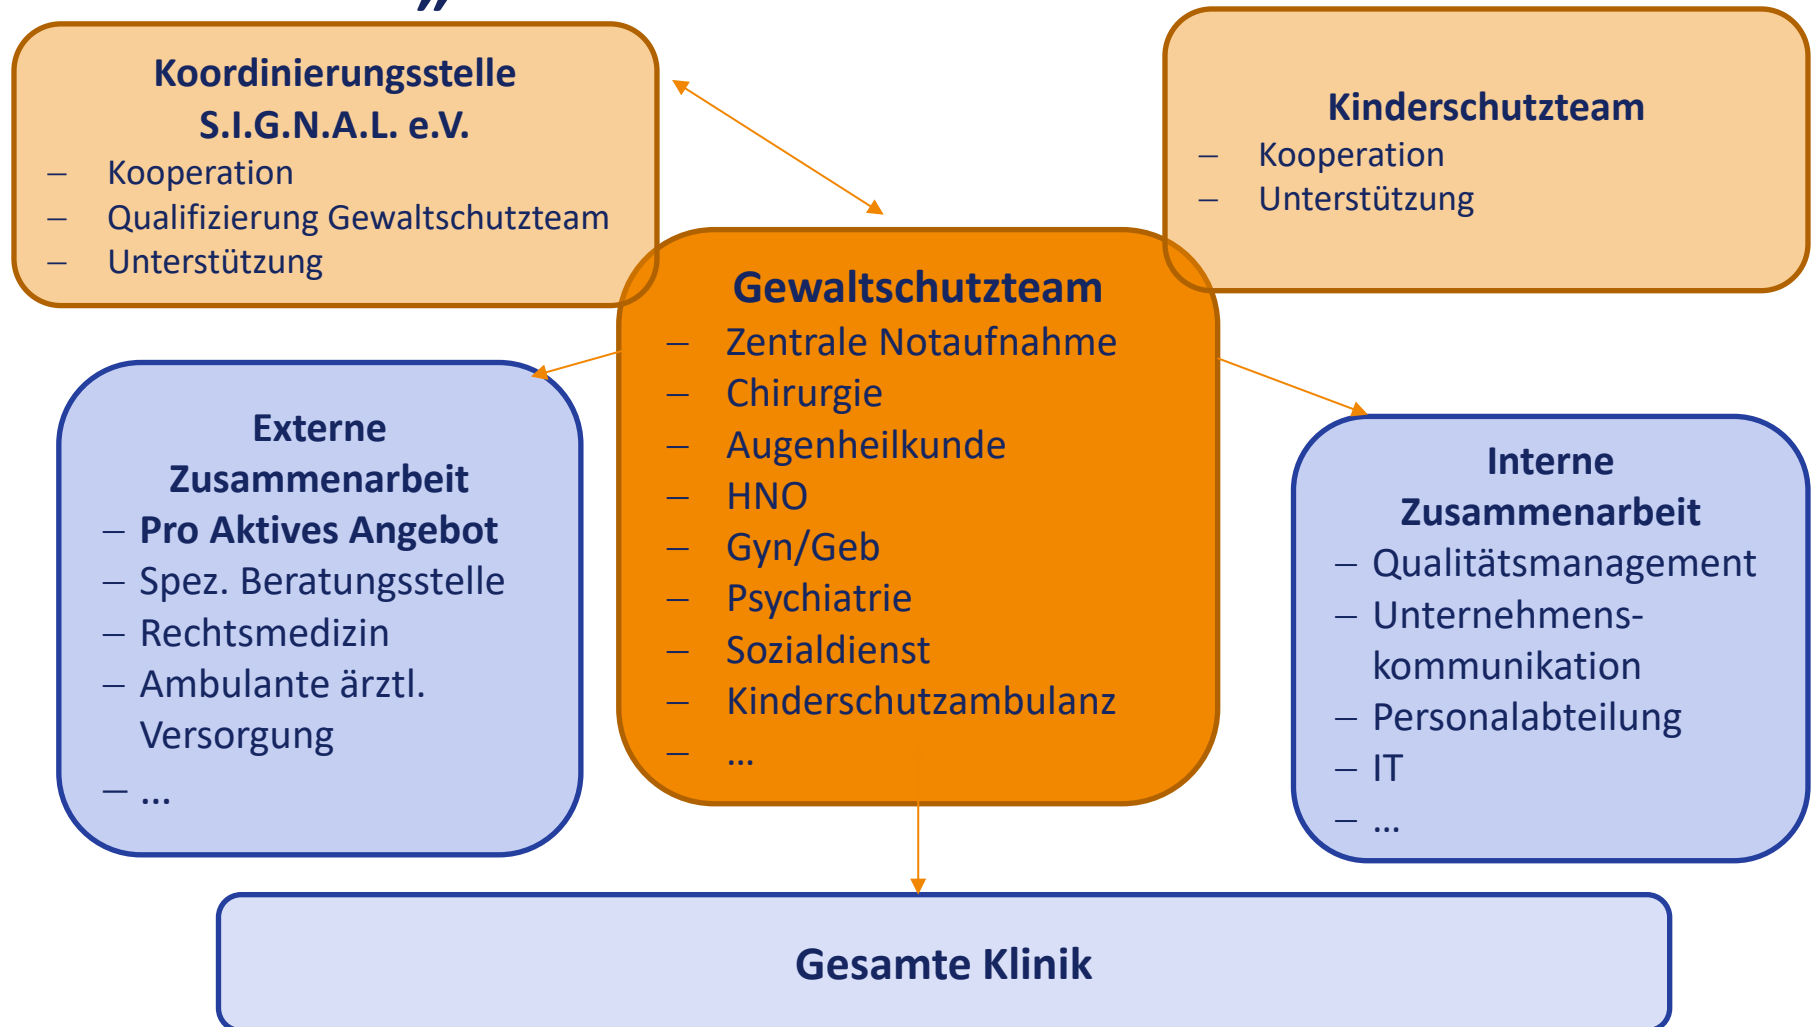 „
Koordinierungsstelle
S.I.G.N.A.L. e.V.
– Kooperation
– Qualifizierung Gewaltschutzteam
– Unterstützung
Kinderschutzteam
– Kooperation
– Unterstützung
Gewaltschutzteam
– Zentrale Notaufnahme
– Chirurgie
– Augenheilkunde
– HNO
– Gyn/Geb
– Psychiatrie
– Sozialdienst
– Kinderschutzambulanz
– ...
Externe
Zusammenarbeit
– Pro Aktives Angebot
– Spez. Beratungsstelle
– Rechtsmedizin
– Ambulante ärztl.
Versorgung
– ...
Interne
Zusammenarbeit
– Qualitätsmanagement
– Unternehmens-
kommunikation
– Personalabteilung
– IT
– ...
Gesamte Klinik